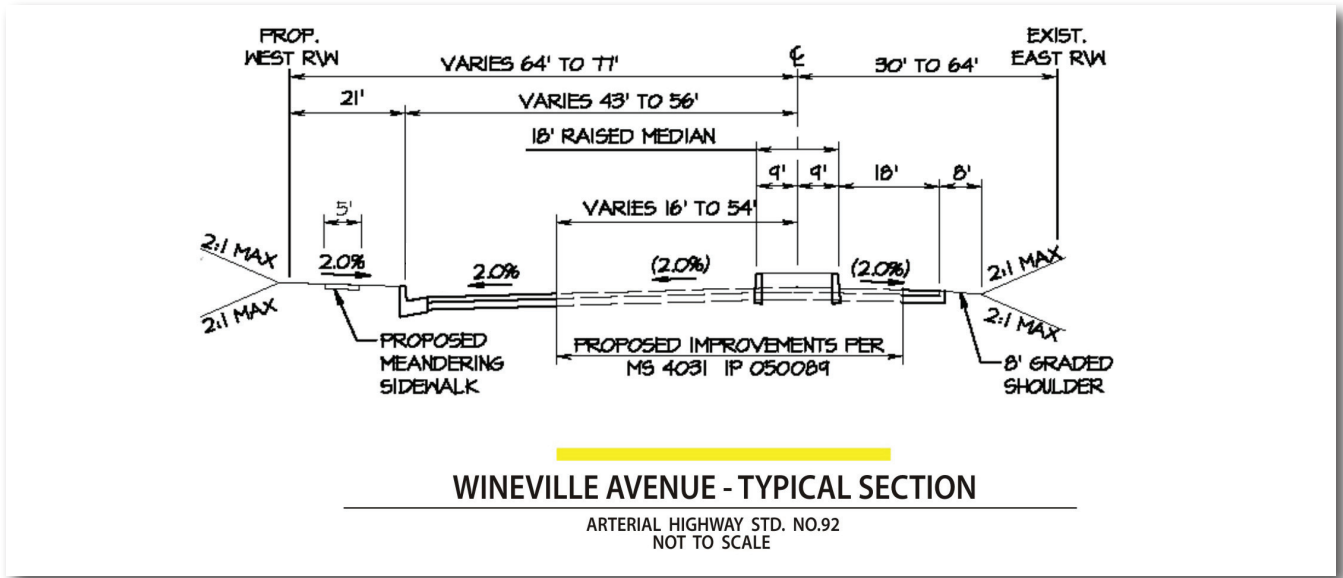 PROP.
WEST R/W
VARIES 64' TO 77'
℄
30' TO 64'
EXIST.
EAST R/W
21'
VARIES 43' TO 56'
18' RAISED MEDIAN
9'
9'
18'
8'
5'
VARIES 16' TO 54'
2:1 MAX
2.0%
2.0%
(2.0%)
(2.0%)
2:1 MAX
2:1 MAX
2:1 MAX
PROPOSED
MEANDERING
SIDEWALK
PROPOSED IMPROVEMENTS PER
MS 4031 IP 050089
8' GRADED
SHOULDER
WINEVILLE AVENUE - TYPICAL SECTION
ARTERIAL HIGHWAY STD. NO.92
NOT TO SCALE